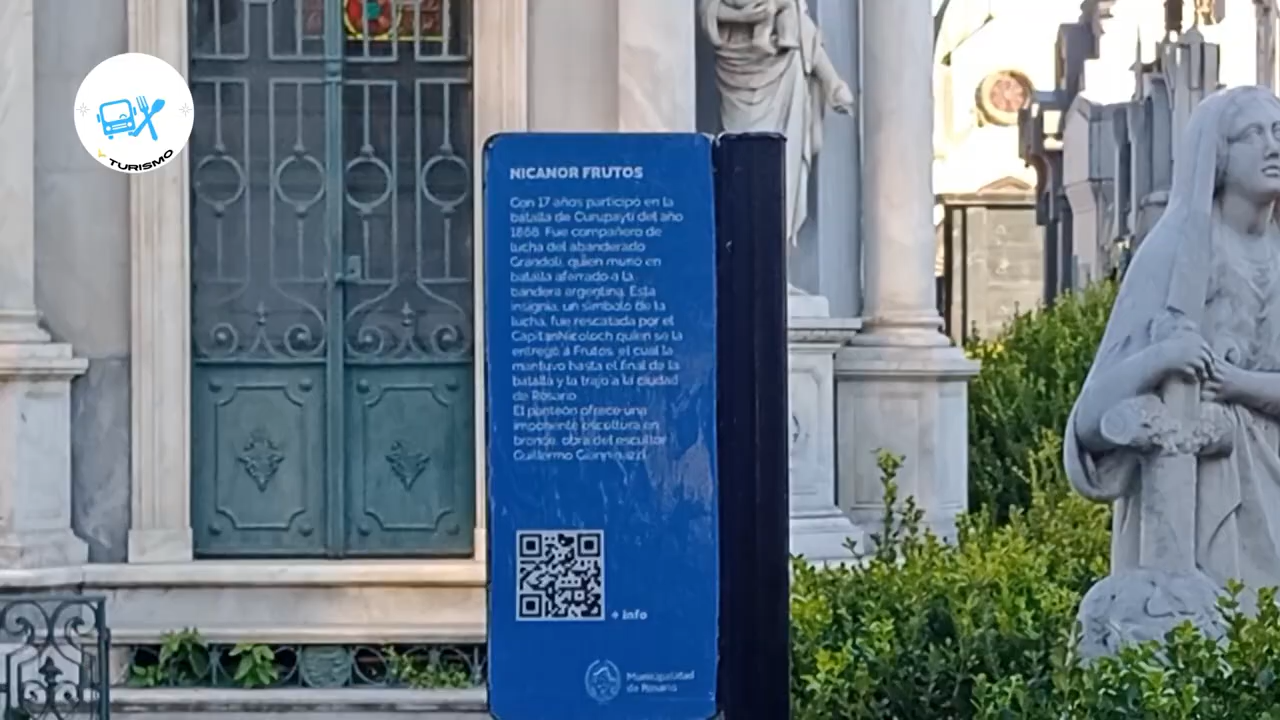 + TURISMO
NICANOR FRUTOS
Con 17 años participó en la
batalla de Curupaytí del año
1868. Fue compañero de
lucha del abanderado
Grandoli, quien murió en
batalla aferrado a la
bandera argentina. Esta
insignia, un símbolo de la
lucha, fue rescatada por el
CapitanNicoloch quien se la
entregó a Frutos, el cual la
mantuvo hasta el final de la
batalla y la trajo a la ciudad
de Rosario
El panteón ofrece una
imponente escultura en
bronce, obra del escultor
Guillermo
+ info
Municipalidad
de Rosario